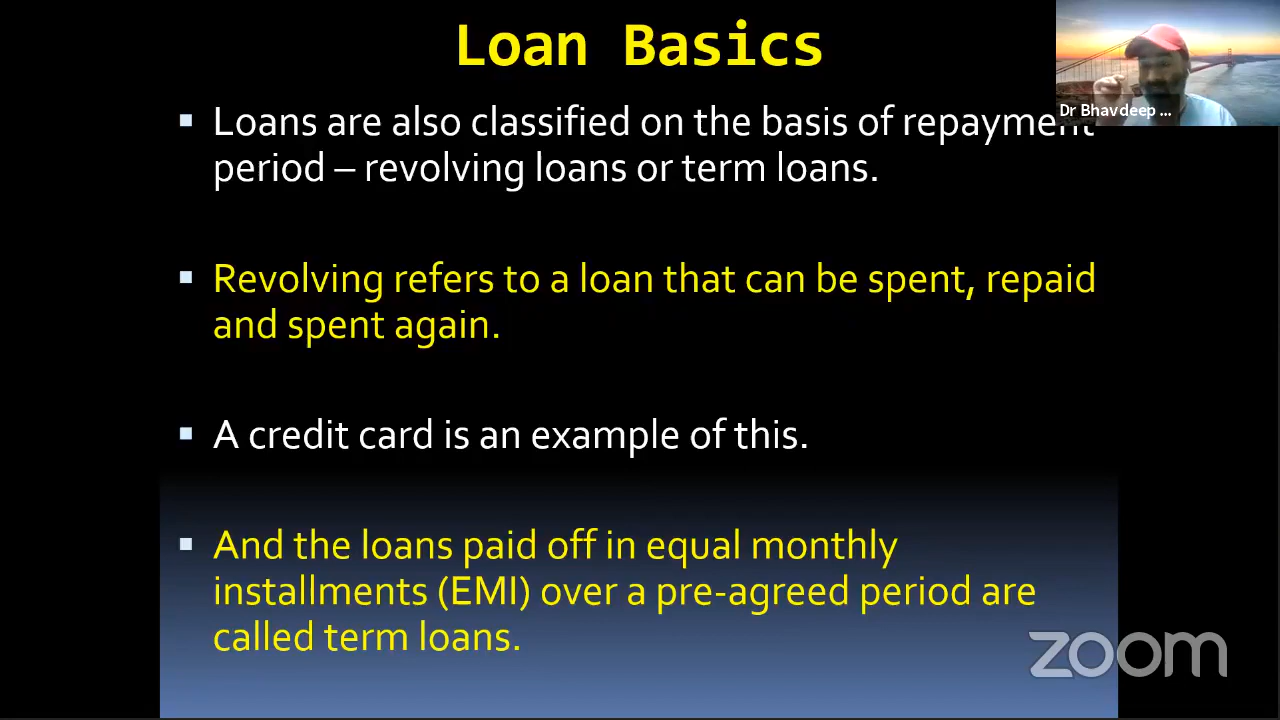 Loan Basics
Dr Bhavdeep ...
Loans are also classified on the basis of repayment
period – revolving loans or term loans.
Revolving refers to a loan that can be spent, repaid
and spent again.
A credit card is an example of this.
And the loans paid off in equal monthly
installments (EMI) over a pre-agreed period are
called term loans.
zoom